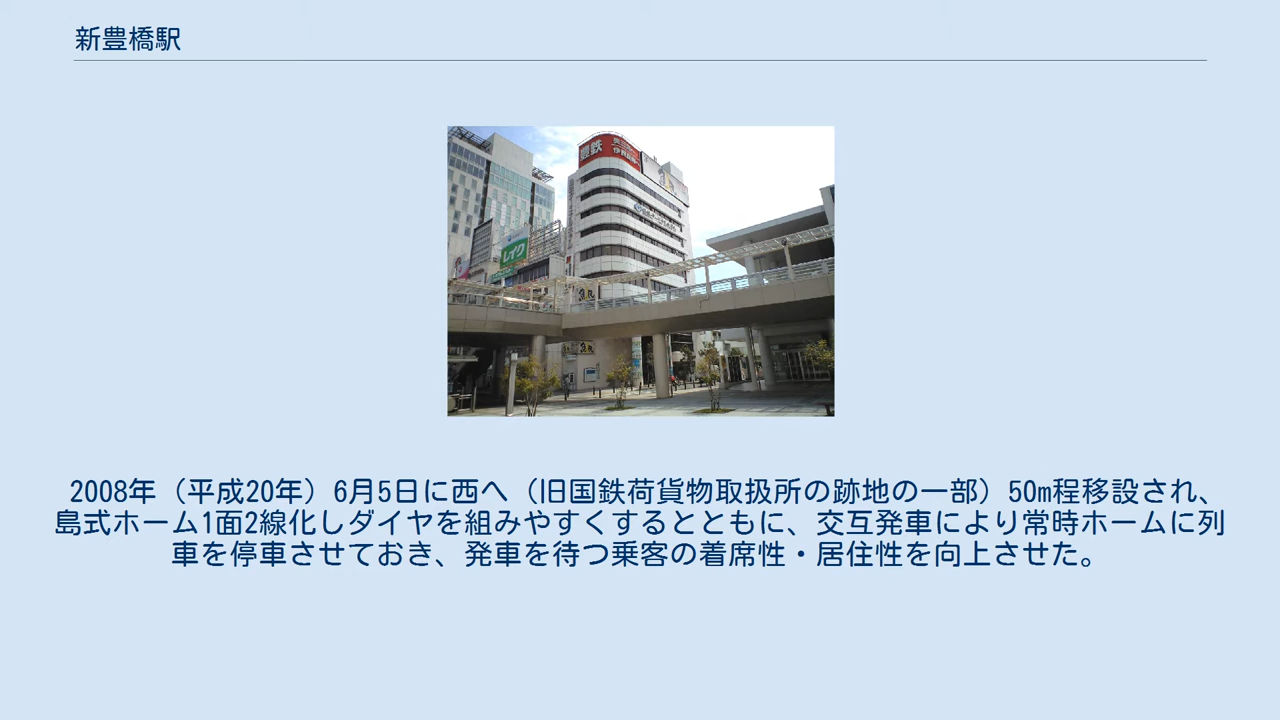 新豊橋駅
豊鉄
レイク
2008年（平成20年）6月5日に西へ（旧国鉄荷貨物取扱所の跡地の一部）50m程移設され、
島式ホーム1面2線化しダイヤを組みやすくするとともに、交互発車により常時ホームに列
車を停車させておき、発車を待つ乗客の着席性・居住性を向上させた。